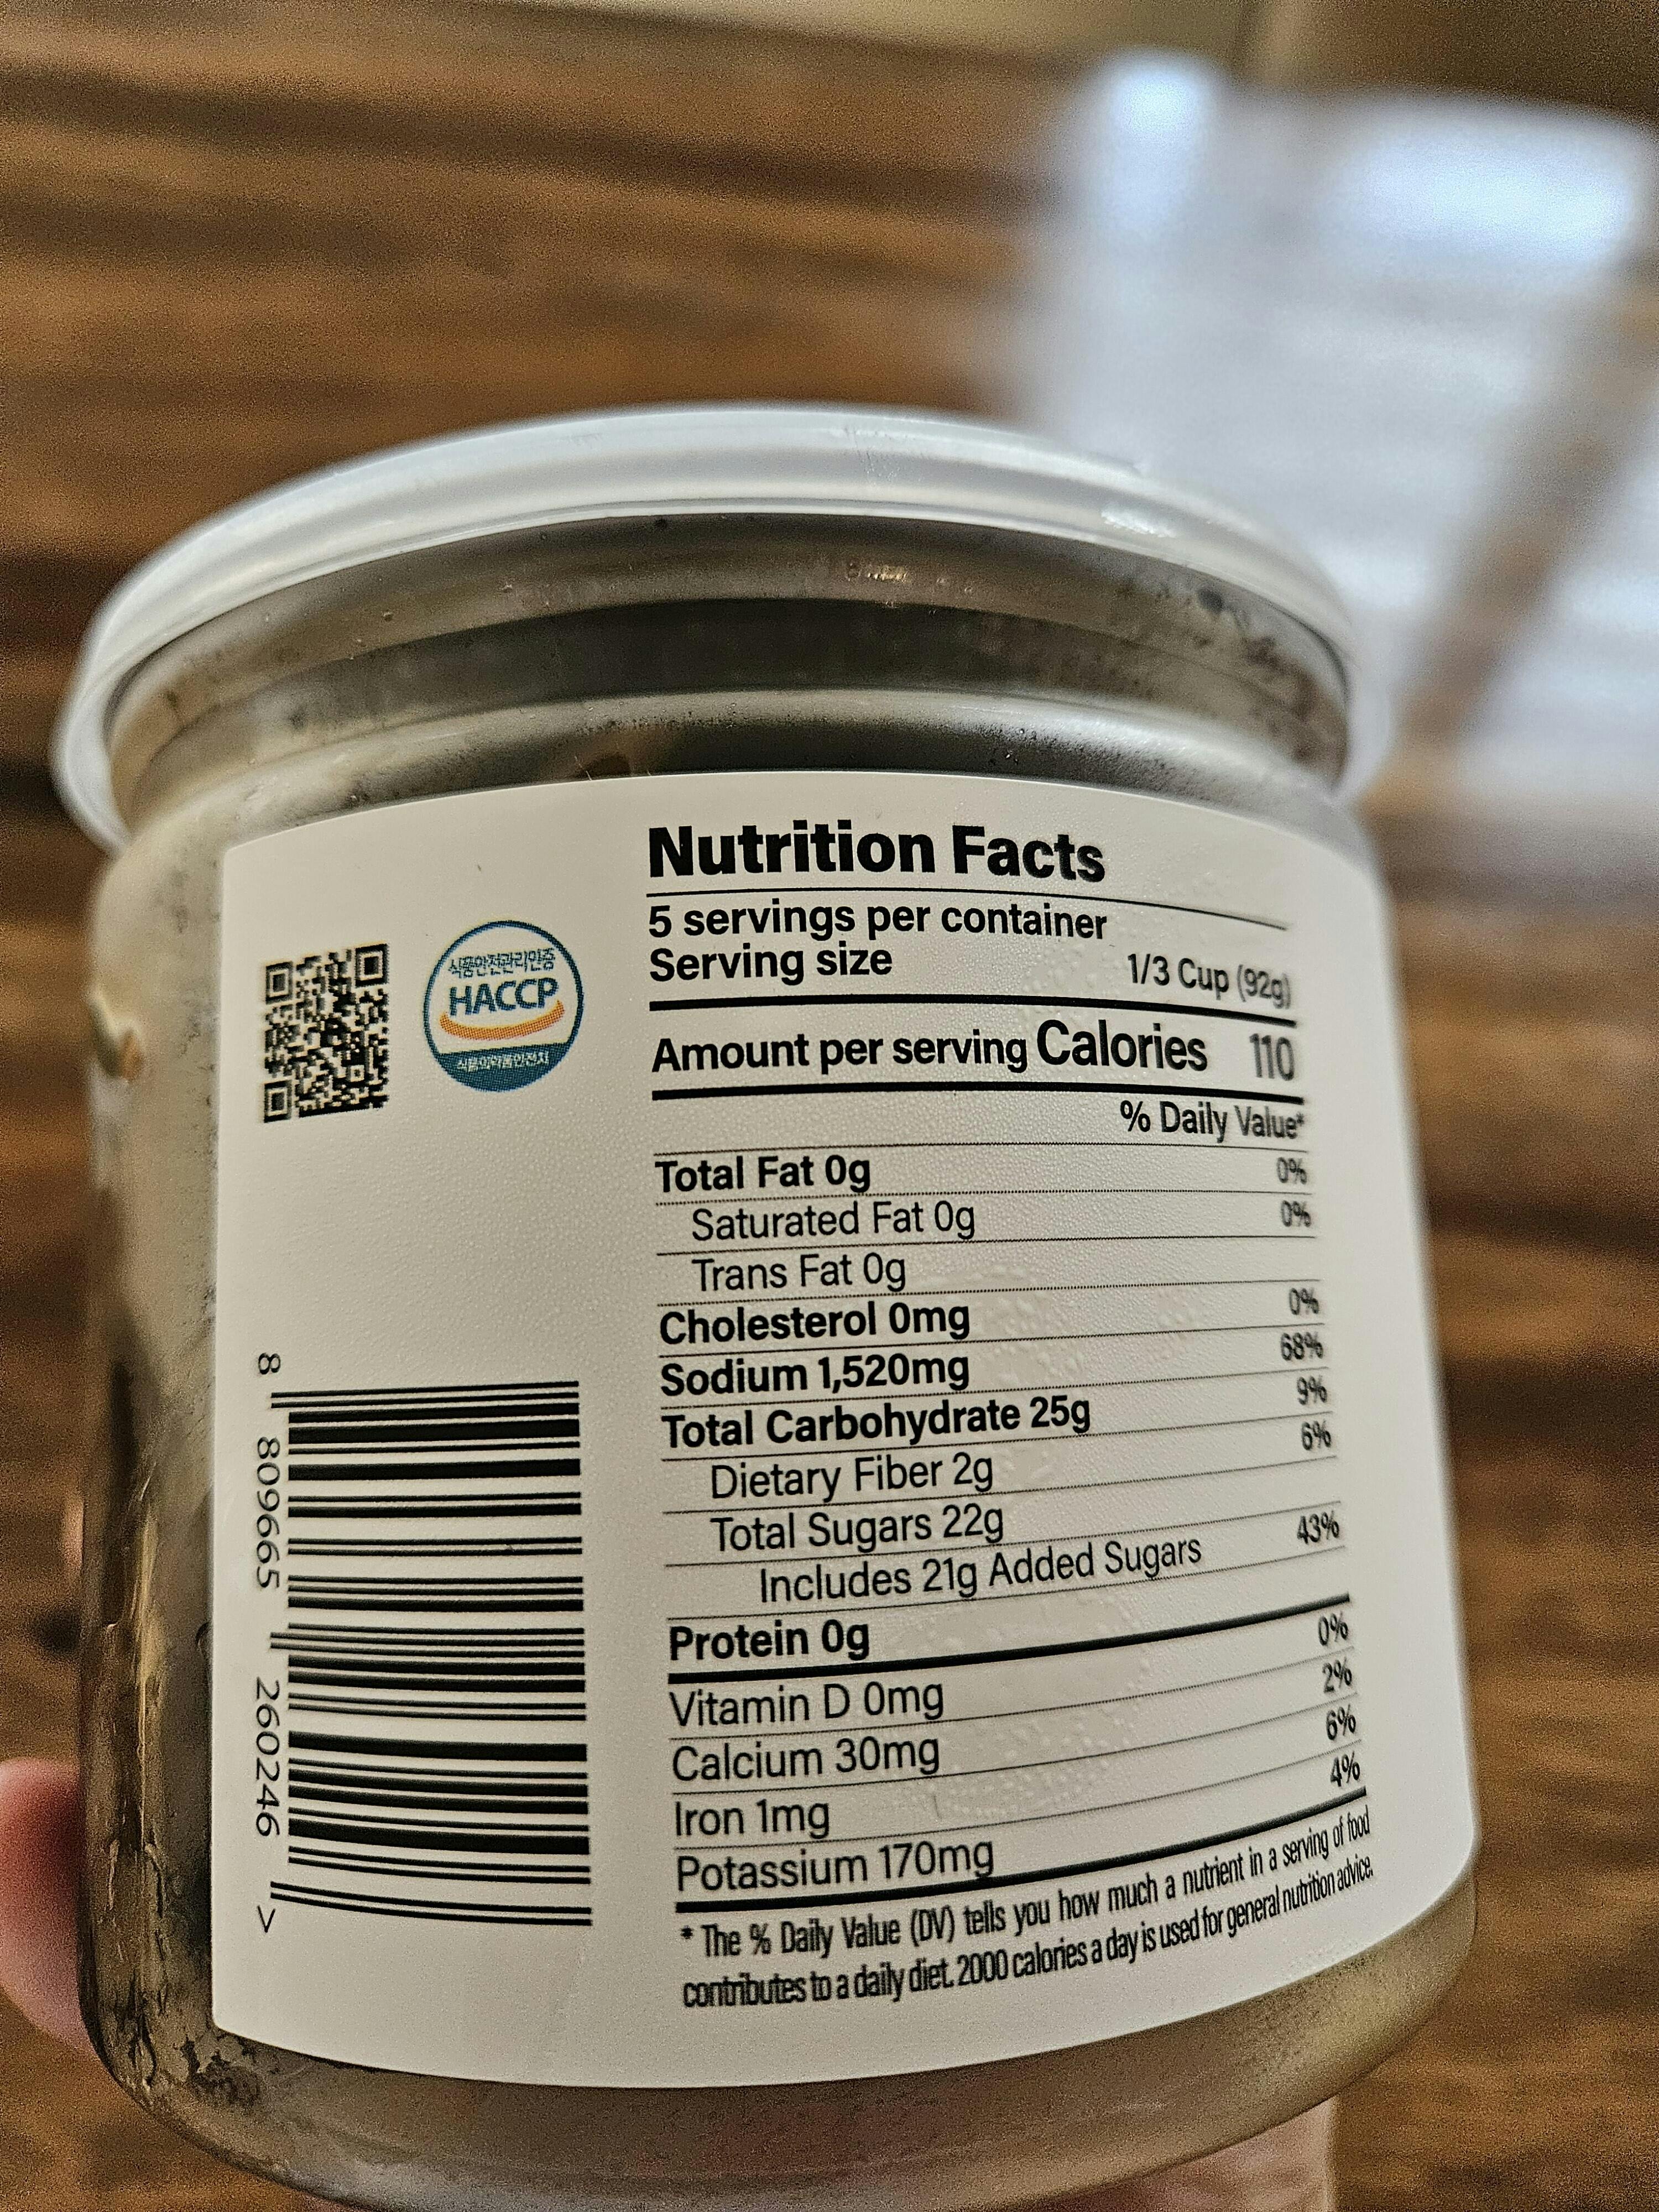 Nutrition Facts
5 servings per container
Serving size 1/3 Cup (92g)
Amount per serving Calories 110
% Daily Value*
Total Fat 0g 0%
Saturated Fat 0g 0%
Trans Fat 0g
Cholesterol 0mg 0%
Sodium 1,520mg 68%
Total Carbohydrate 25g 9%
Dietary Fiber 2g 6%
Total Sugars 22g
Includes 21g Added Sugars 43%
Protein 0g
Vitamin D 0mg 0%
Calcium 30mg 2%
Iron 1mg 6%
Potassium 170mg 4%
* The % Daily Value (DV) tells you how much a nutrient in a serving of food
contributes to a daily diet. 2000 calories a day is used for general nutrition advice.
식품안전관리인증
HACCP
8 809665 260246 >